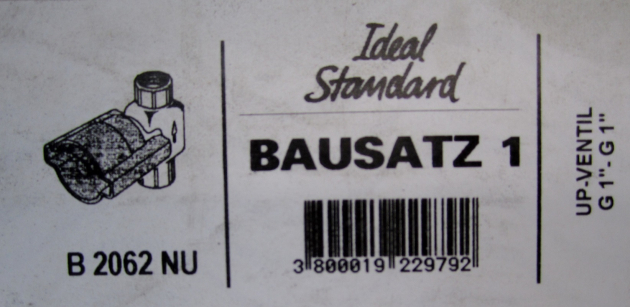 Ideal
Standard
BAUSATZ 1
3 800019 229792
B 2062 NU
UP-VENTIL
G 1"- G 1"